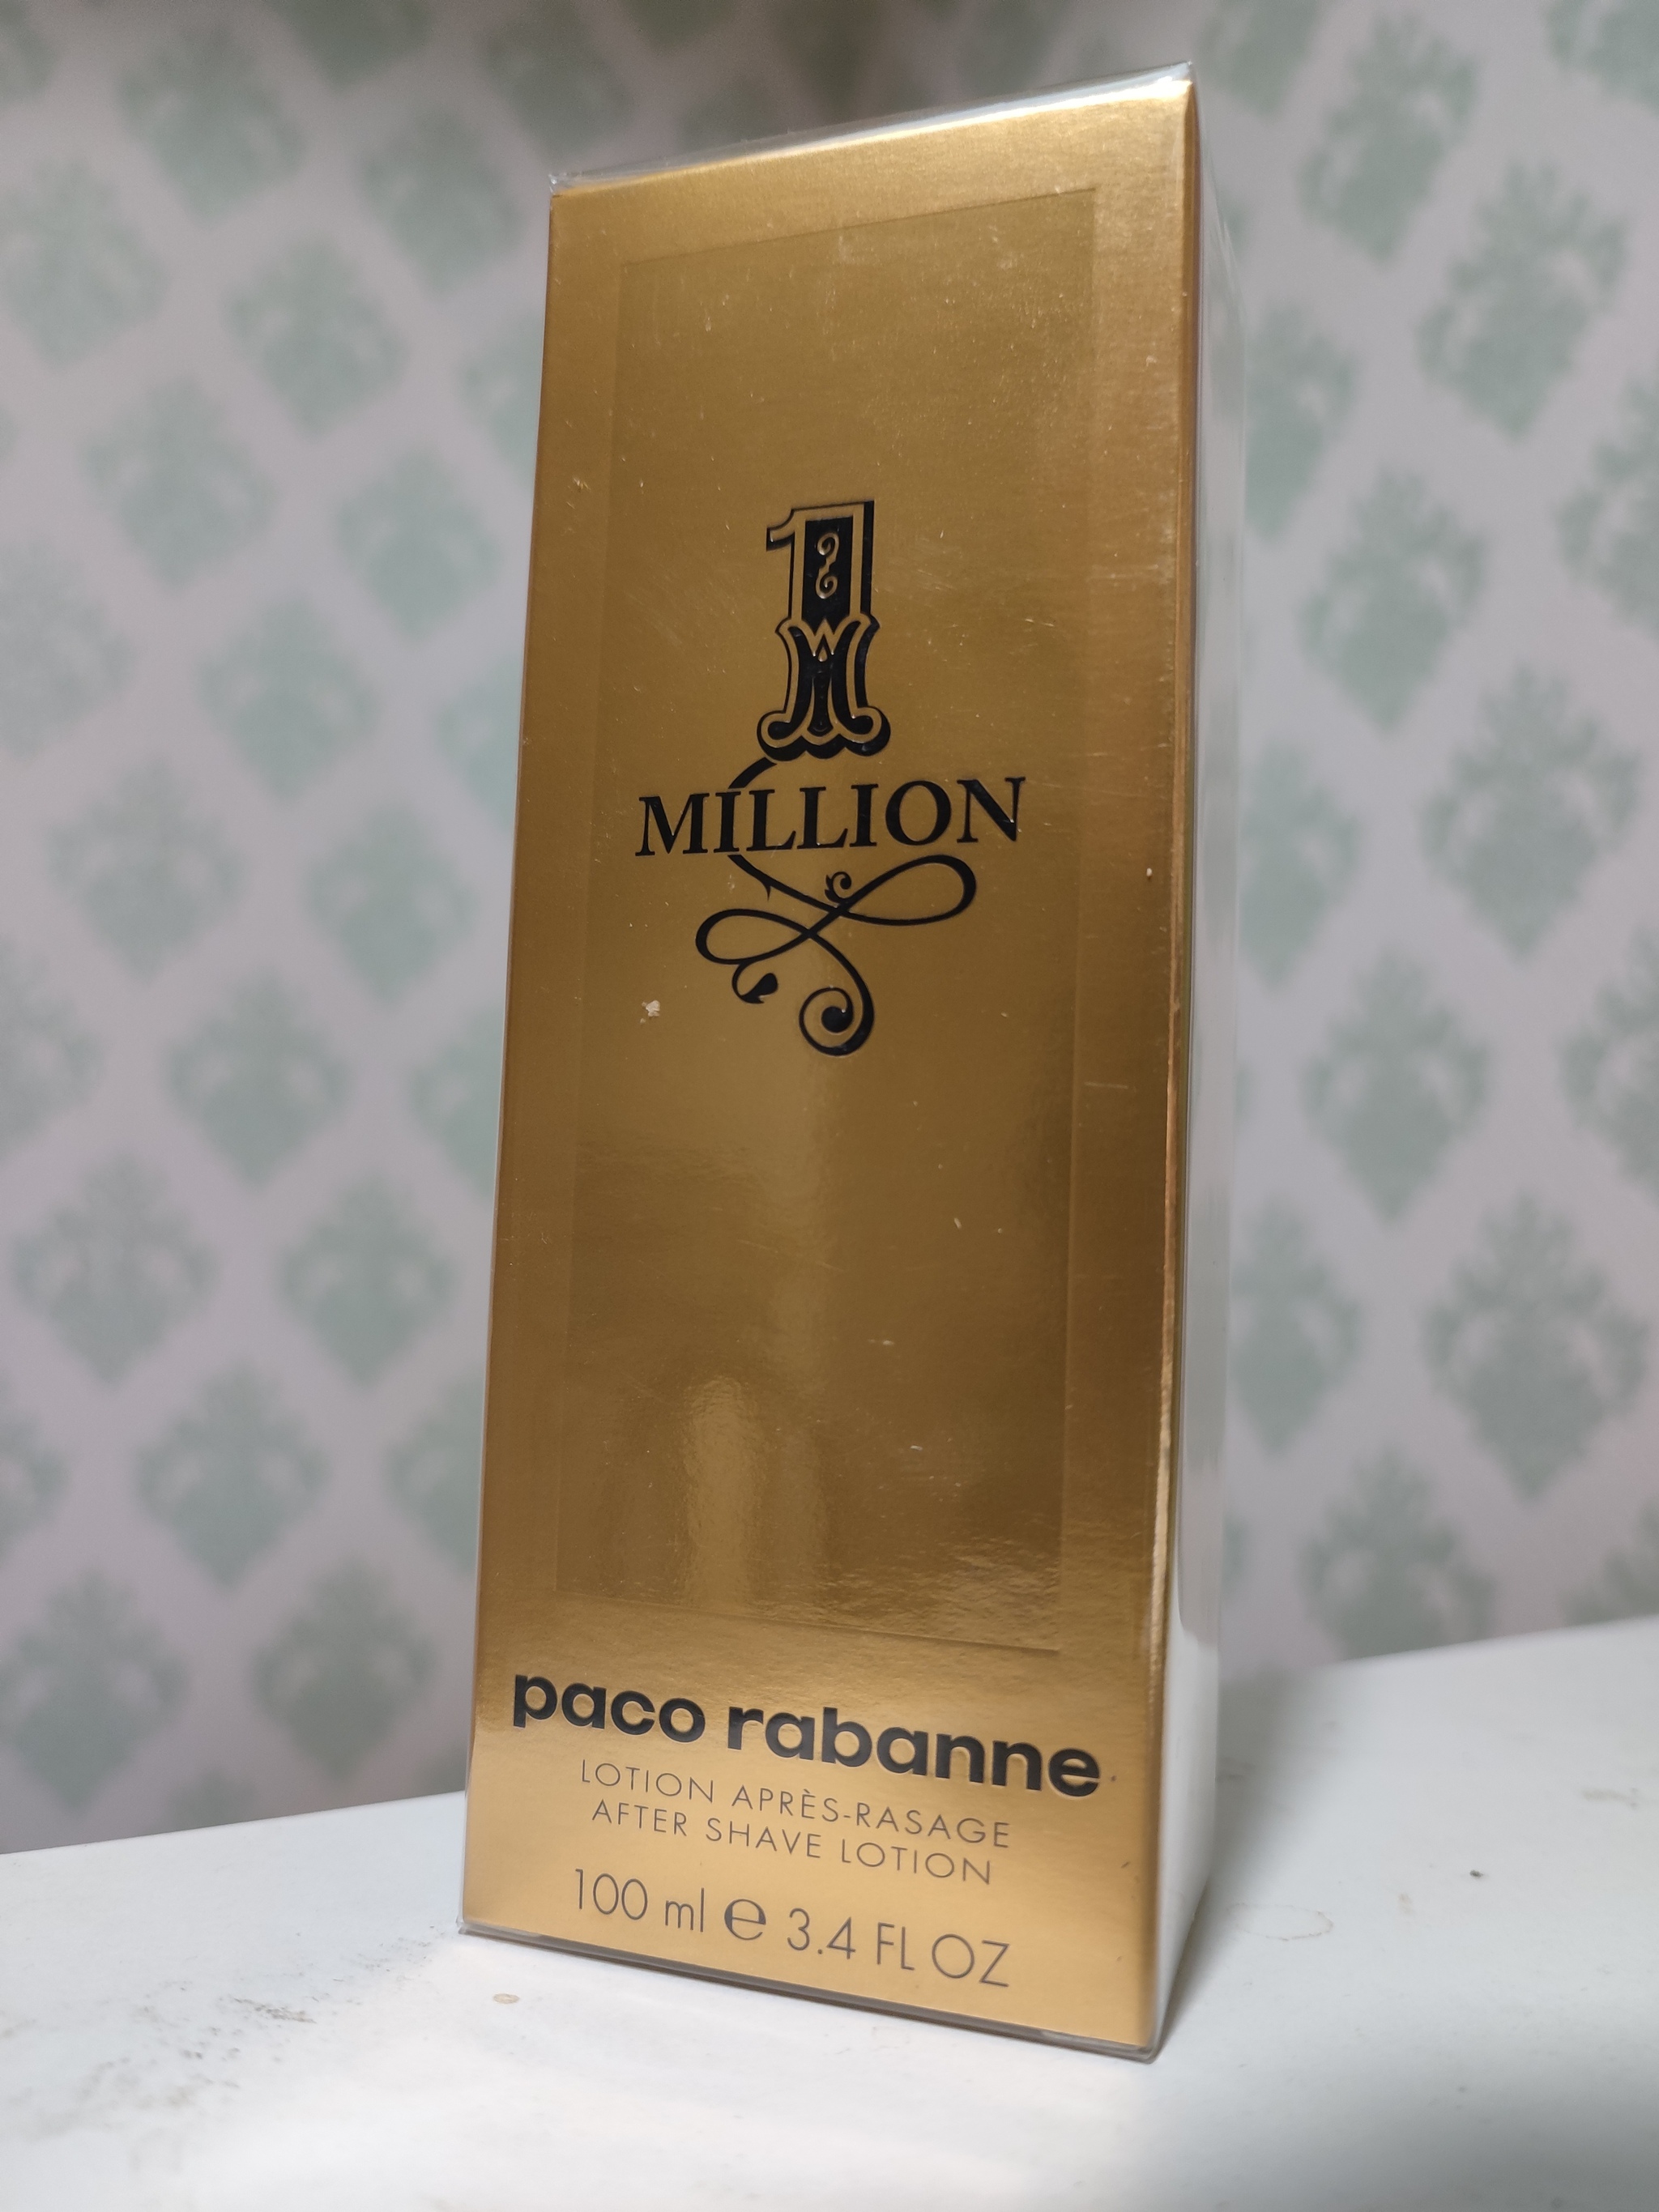 1
MILLION
paco rabanne
LOTION APRÈS-RASAGE
AFTER SHAVE LOTION
100 ml ℮ 3.4 FL OZ